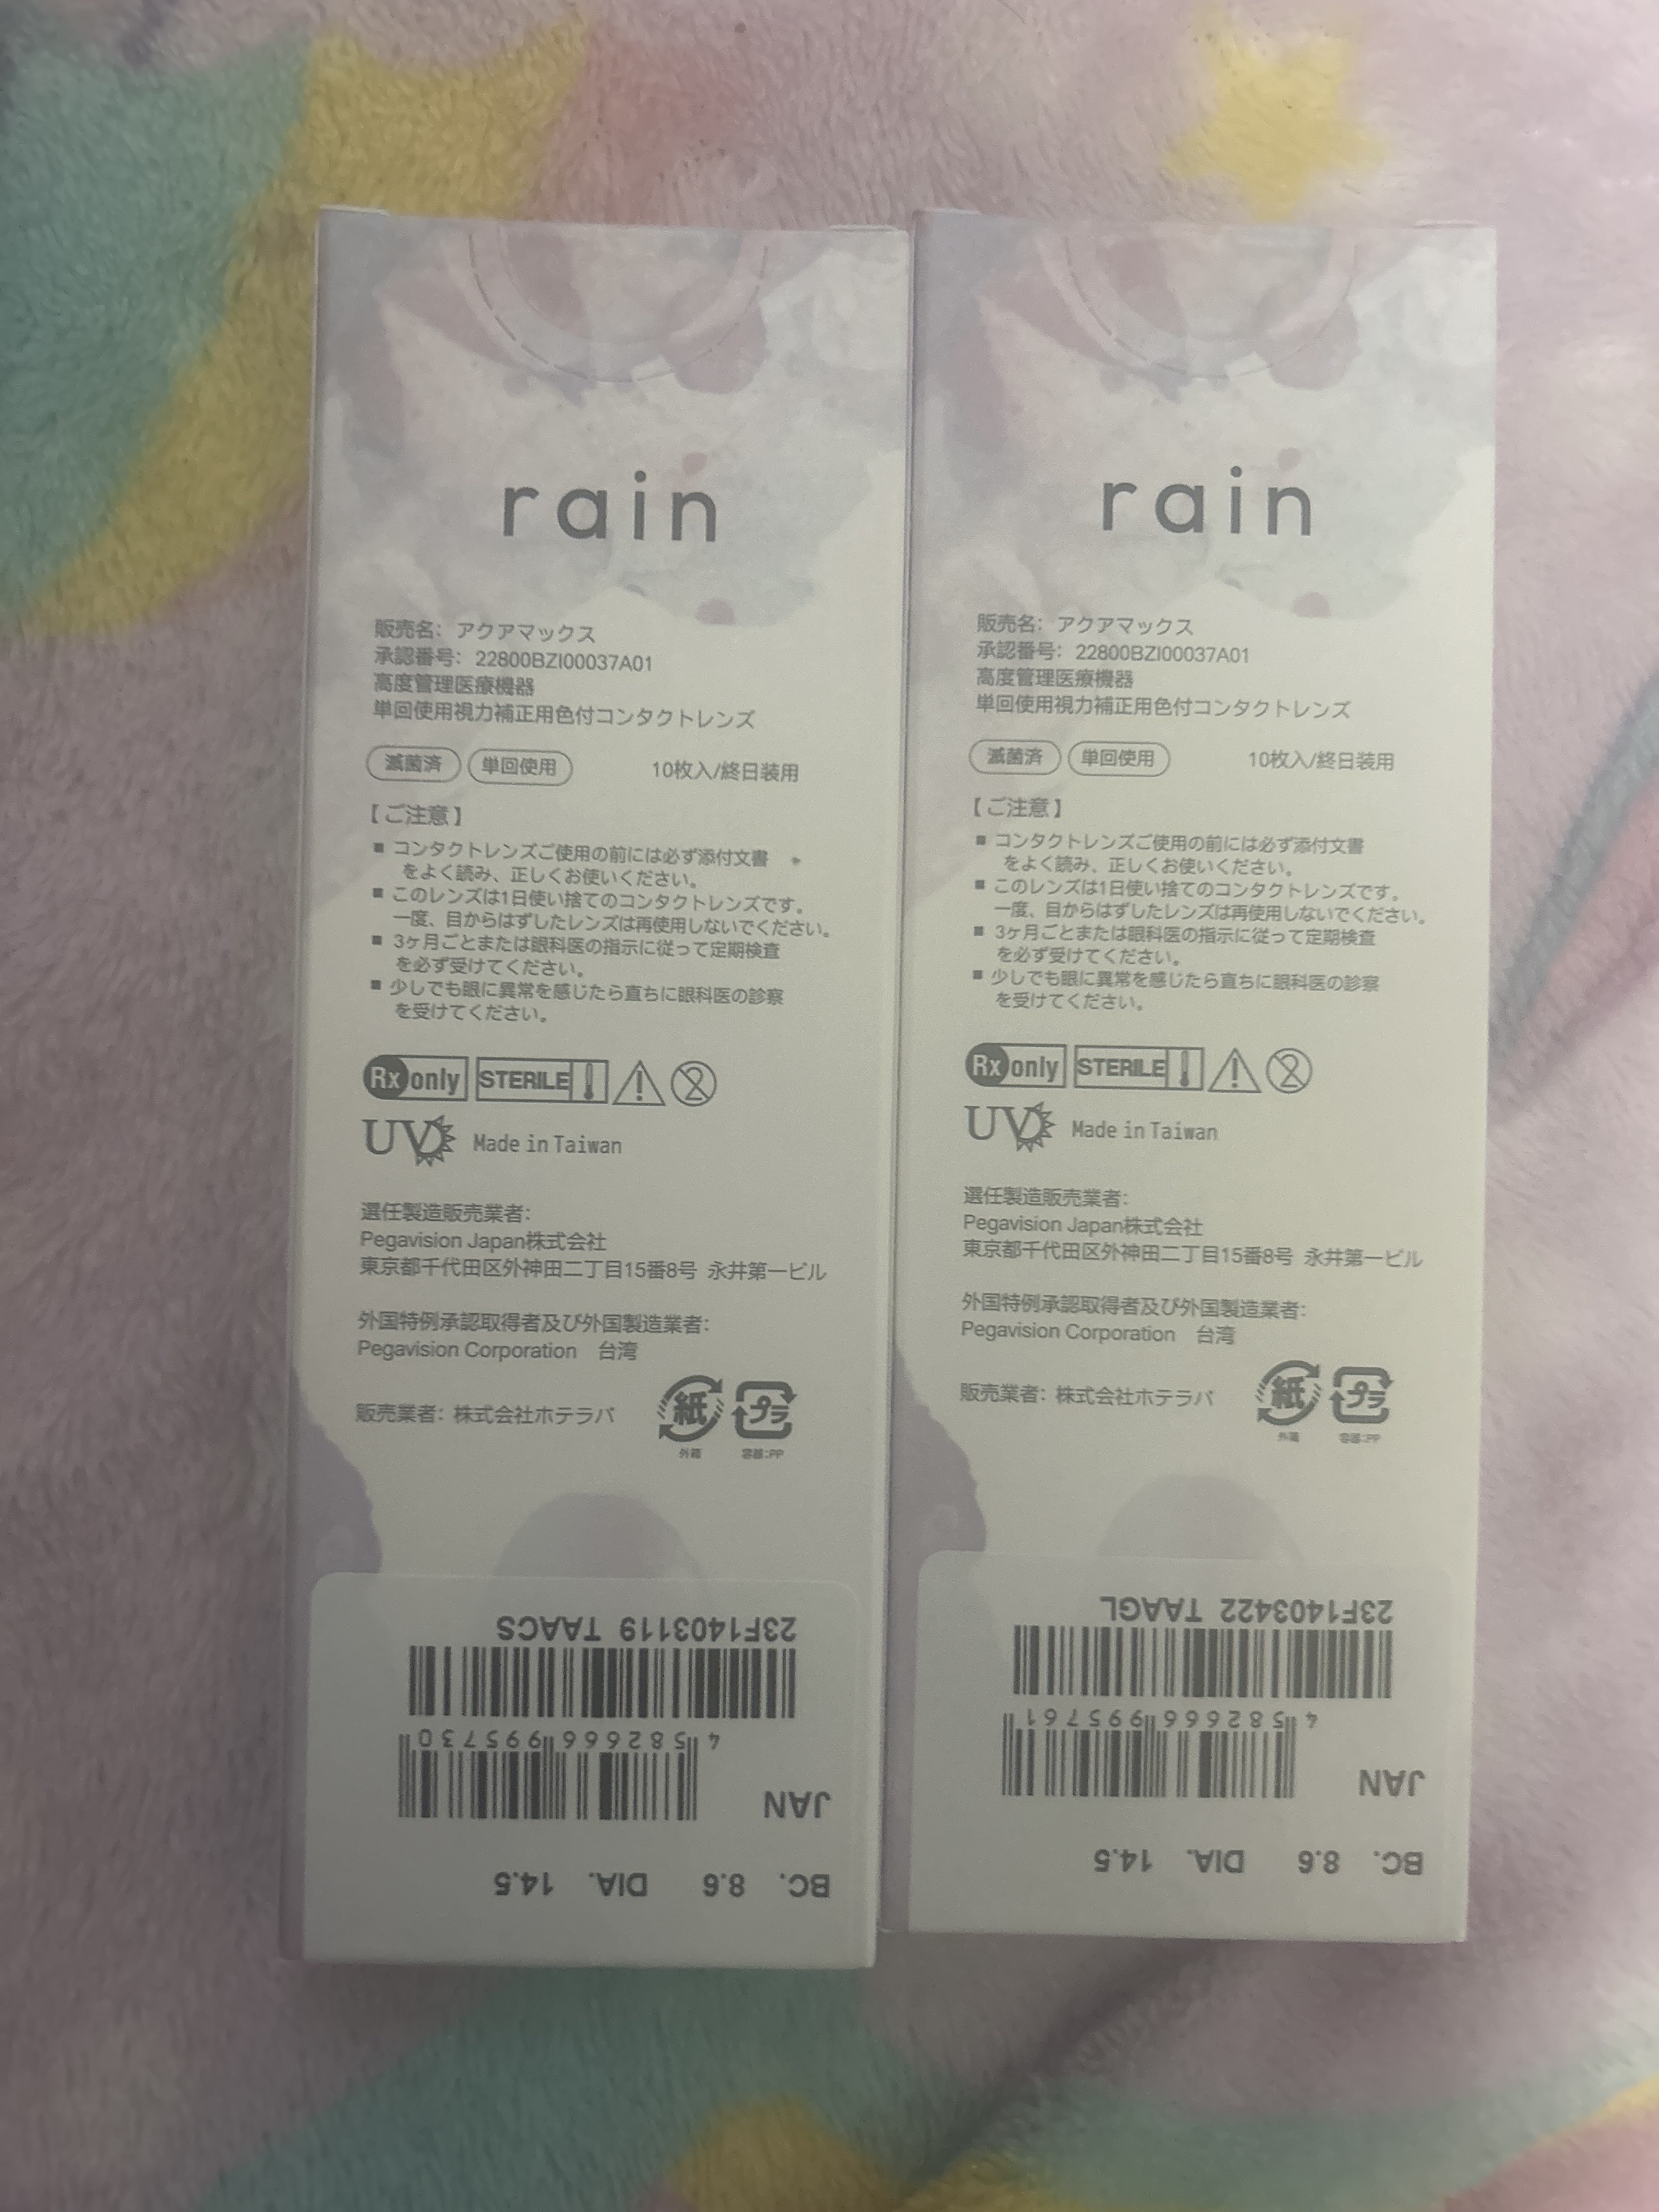 rain
販売名：アクアマックス
承認番号：22800BZI00037A01
高度管理医療機器
単回使用視力補正用色付コンタクトレンズ
滅菌済 単回使用 10枚入/終日装用
【ご注意】
■ コンタクトレンズご使用の前には必ず添付文書
をよく読み、正しくお使いください。
■ このレンズは1日使い捨てのコンタクトレンズです。
一度、目からはずしたレンズは再使用しないでください。
■ 3ヶ月ごとまたは眼科医の指示に従って定期検査
を必ず受けてください。
■ 少しでも眼に異常を感じたら直ちに眼科医の診察
を受けてください。
Rx only STERILE 2
UV Made in Taiwan
選任製造販売業者：
Pegavision Japan株式会社
東京都千代田区外神田二丁目15番8号 永井第一ビル
外国特例承認取得者及び外国製造業者：
Pegavision Corporation 台湾
販売業者：株式会社ホテラバ
紙 プラ
外箱 容器:PP
23F1403119 TAACS
4 582666 995730
JAN
BC. 8.6 DIA. 14.5
rain
販売名：アクアマックス
承認番号：22800BZI00037A01
高度管理医療機器
単回使用視力補正用色付コンタクトレンズ
滅菌済 単回使用 10枚入/終日装用
【ご注意】
■ コンタクトレンズご使用の前には必ず添付文書
をよく読み、正しくお使いください。
■ このレンズは1日使い捨てのコンタクトレンズです。
一度、目からはずしたレンズは再使用しないでください。
■ 3ヶ月ごとまたは眼科医の指示に従って定期検査
を必ず受けてください。
■ 少しでも眼に異常を感じたら直ちに眼科医の診察
を受けてください。
Rx only STERILE 2
UV Made in Taiwan
選任製造販売業者：
Pegavision Japan株式会社
東京都千代田区外神田二丁目15番8号 永井第一ビル
外国特例承認取得者及び外国製造業者：
Pegavision Corporation 台湾
販売業者：株式会社ホテラバ
紙 プラ
外箱 容器:PP
23F1403422 TAAGL
4 582666 995761
JAN
BC. 8.6 DIA. 14.5